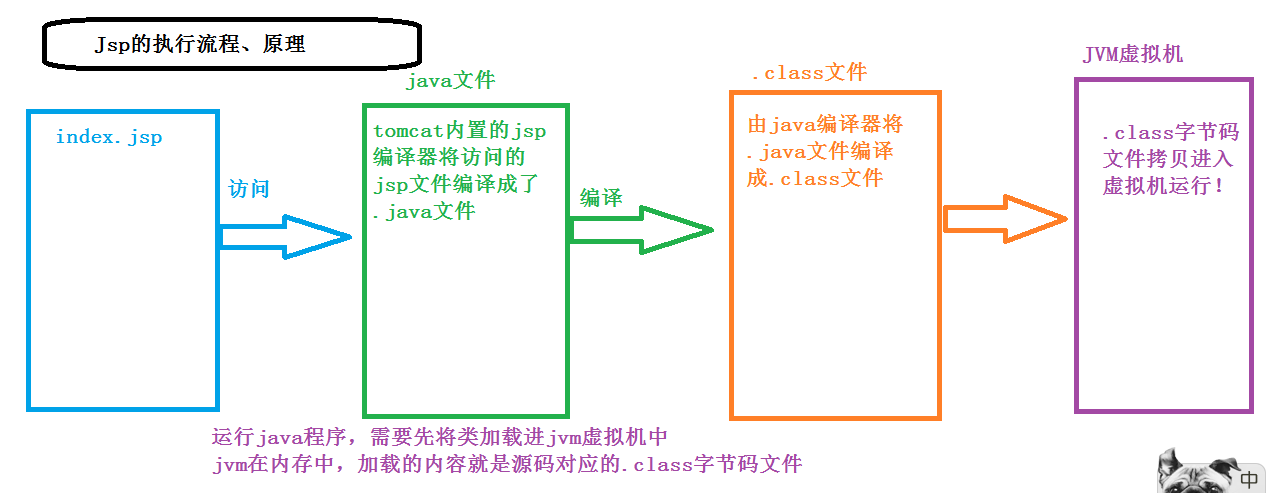 Jsp的执行流程、原理
java文件
.class文件
JVM虚拟机
index.jsp
访问
tomcat内置的jsp
编译器将访问的
jsp文件编译成了
.java文件
编译
由java编译器将
.java文件编译
成.class文件
.class字节码
文件拷贝进入
虚拟机运行!
运行java程序，需要先将类加载进jvm虚拟机中
jvm在内存中，加载的内容就是源码对应的.class字节码文件
中